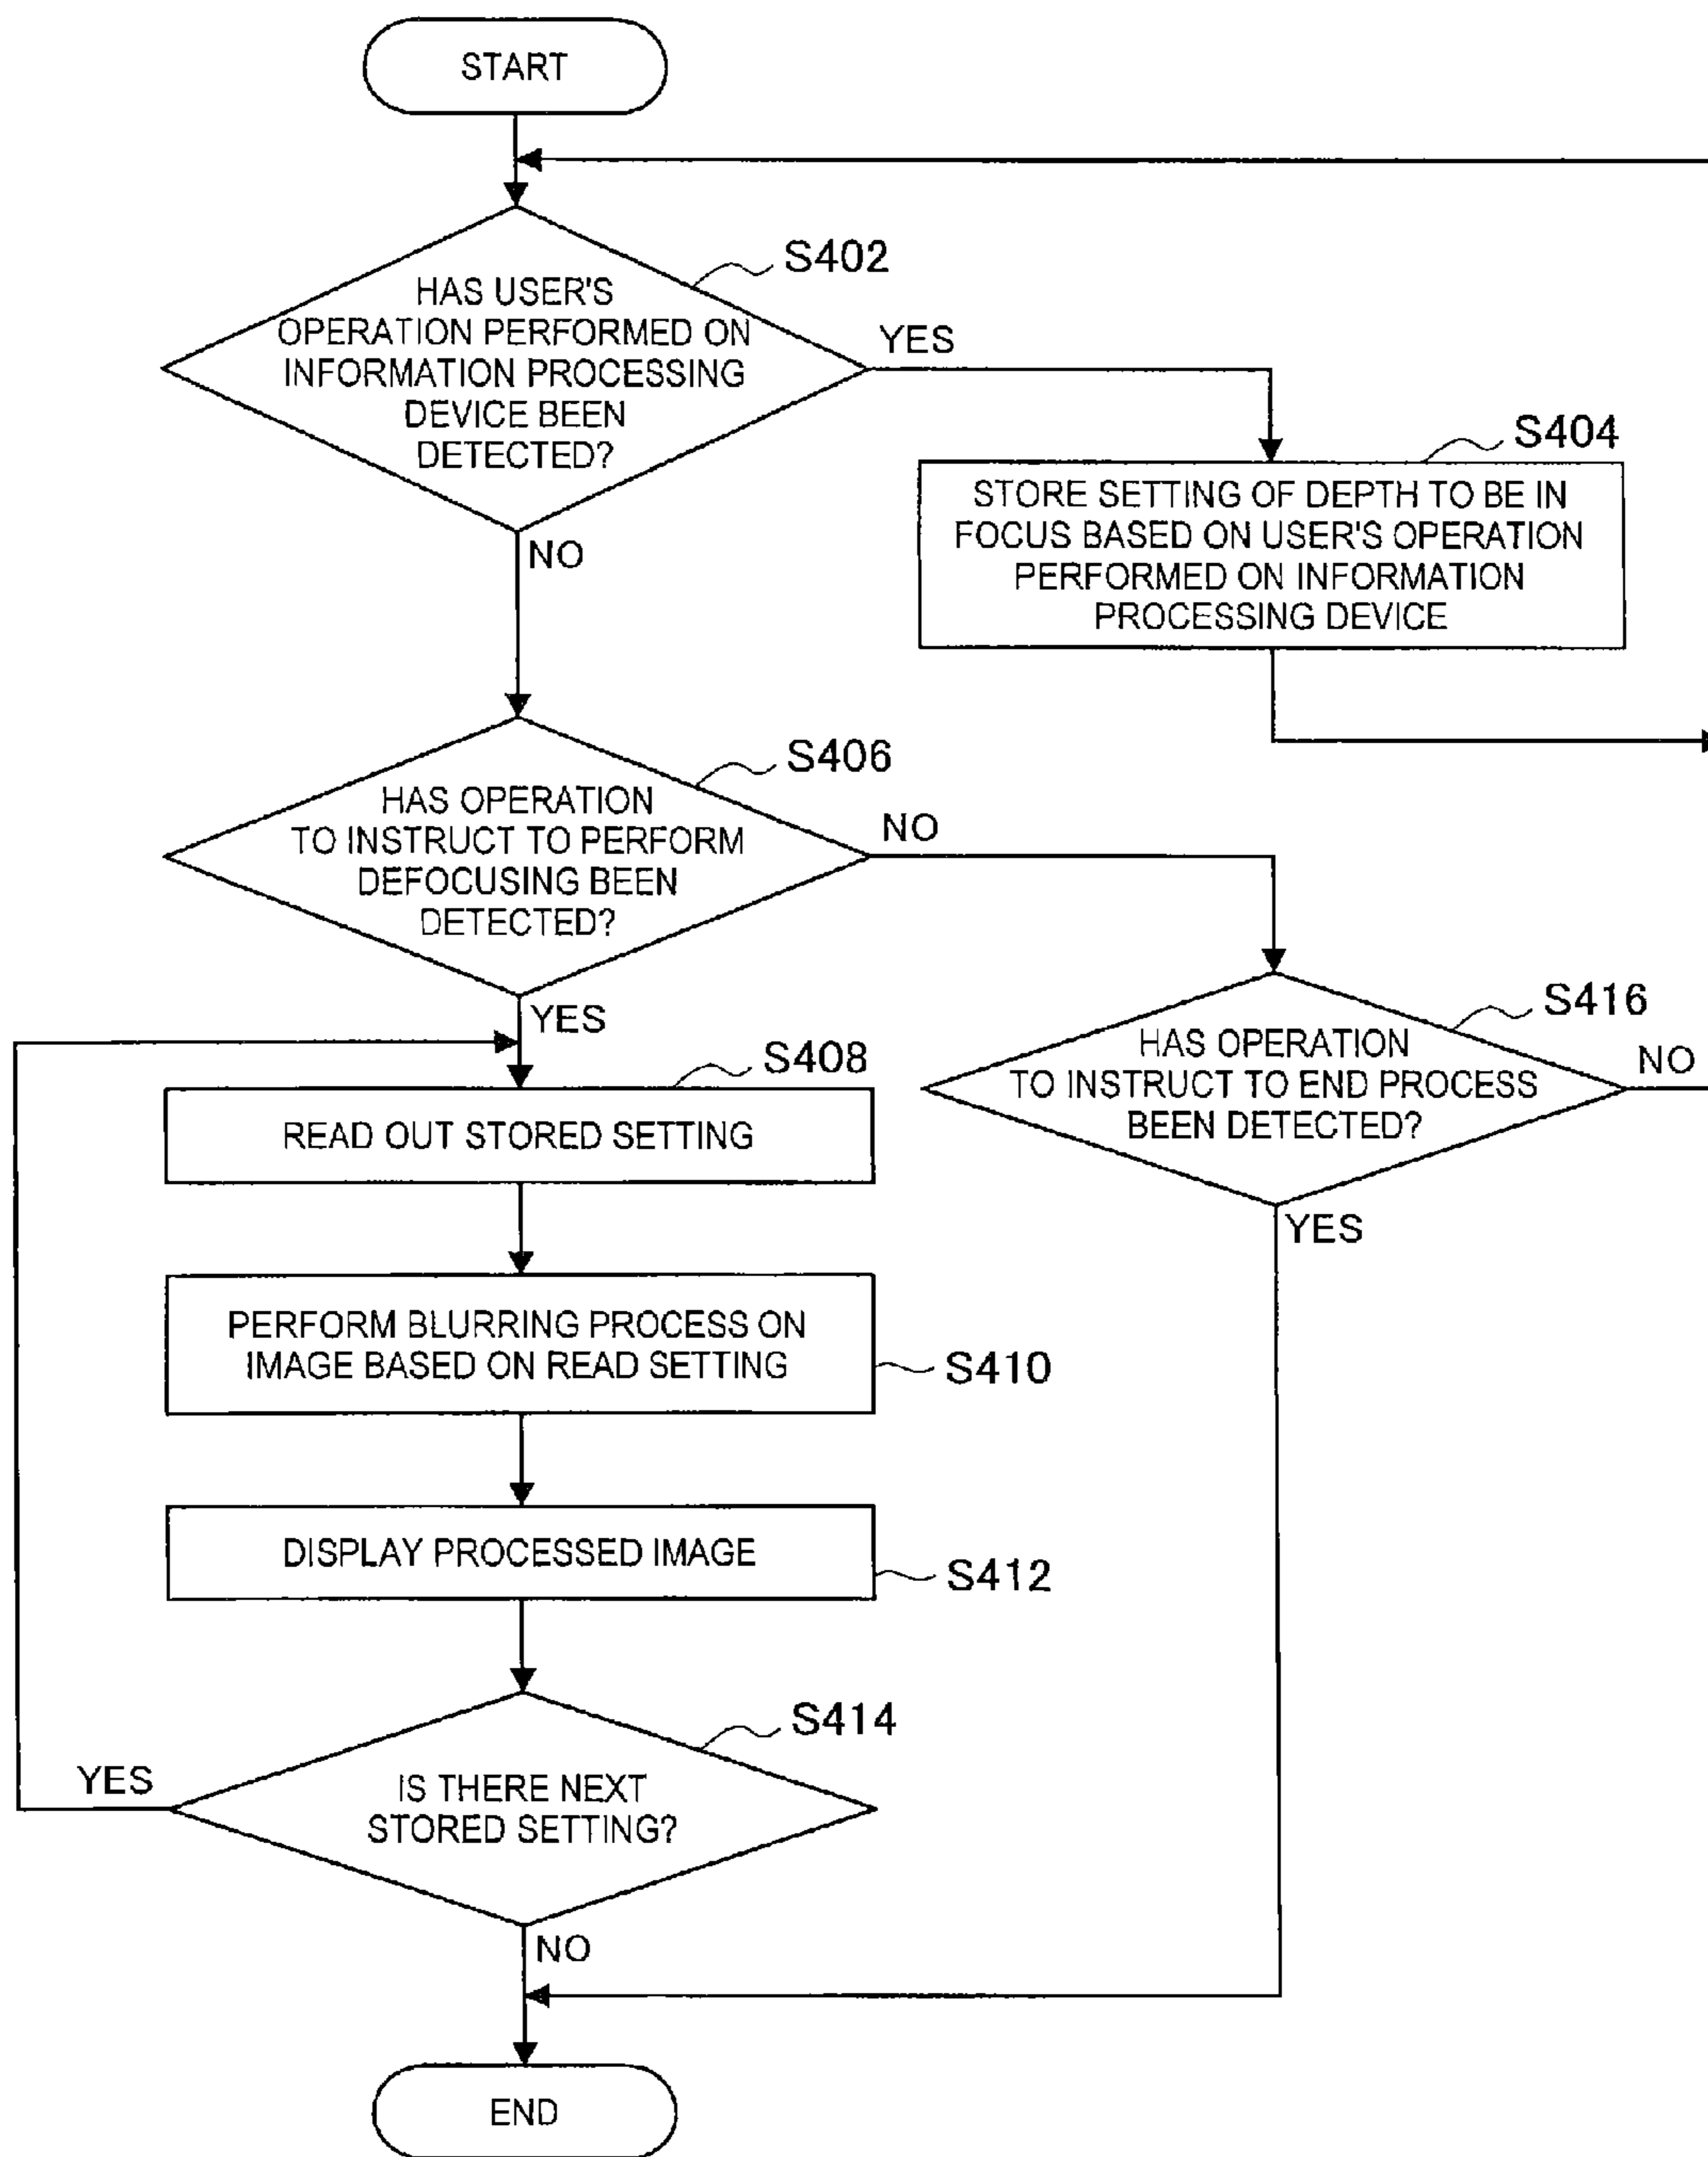 START
S402
HAS USER'S
OPERATION PERFORMED ON
INFORMATION PROCESSING
DEVICE BEEN
DETECTED?
YES
NO
S404
STORE SETTING OF DEPTH TO BE IN
FOCUS BASED ON USER'S OPERATION
PERFORMED ON INFORMATION
PROCESSING DEVICE
S406
HAS OPERATION
TO INSTRUCT TO PERFORM
DEFOCUSING BEEN
DETECTED?
NO
YES
S416
HAS OPERATION
TO INSTRUCT TO END PROCESS
BEEN DETECTED?
NO
YES
S408
READ OUT STORED SETTING
PERFORM BLURRING PROCESS ON
IMAGE BASED ON READ SETTING
S410
DISPLAY PROCESSED IMAGE
S412
S414
IS THERE NEXT
STORED SETTING?
YES
NO
END